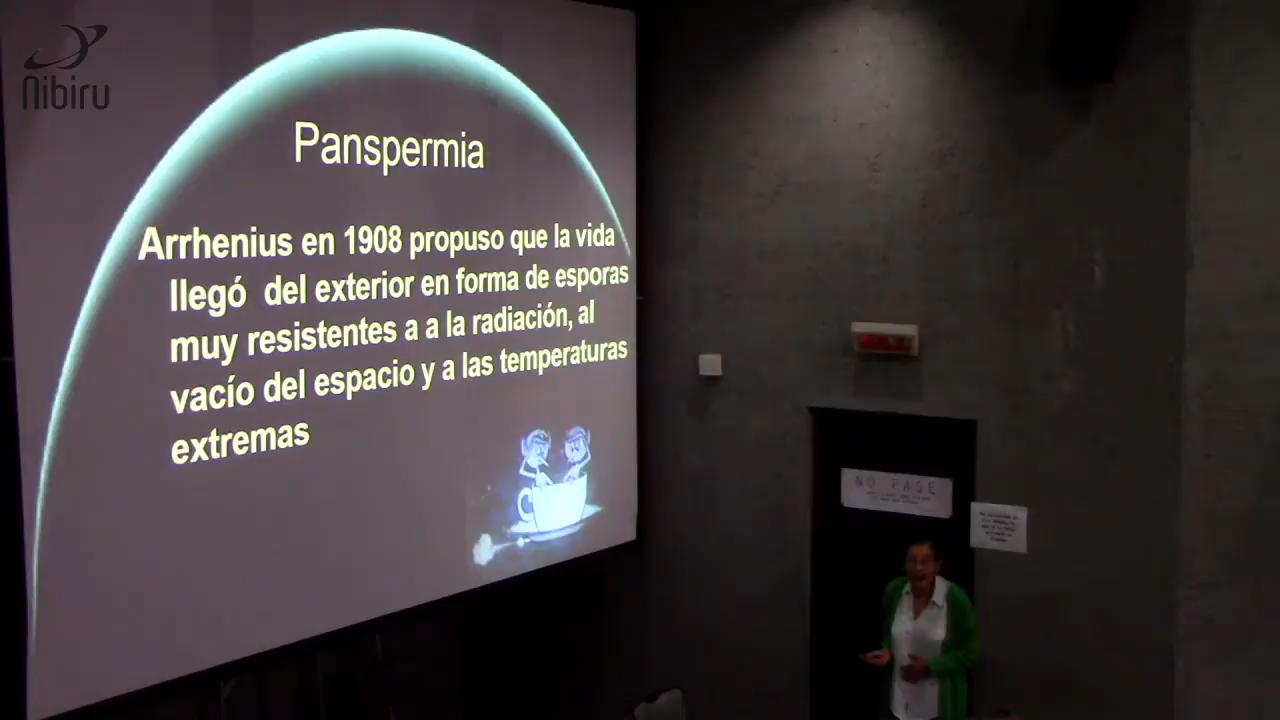 Nibiru
Panspermia
Arrhenius en 1908 propuso que la vida
llegó del exterior en forma de esporas
muy resistentes a a la radiación, al
vacío del espacio y a las temperaturas
extremas
NO PASE